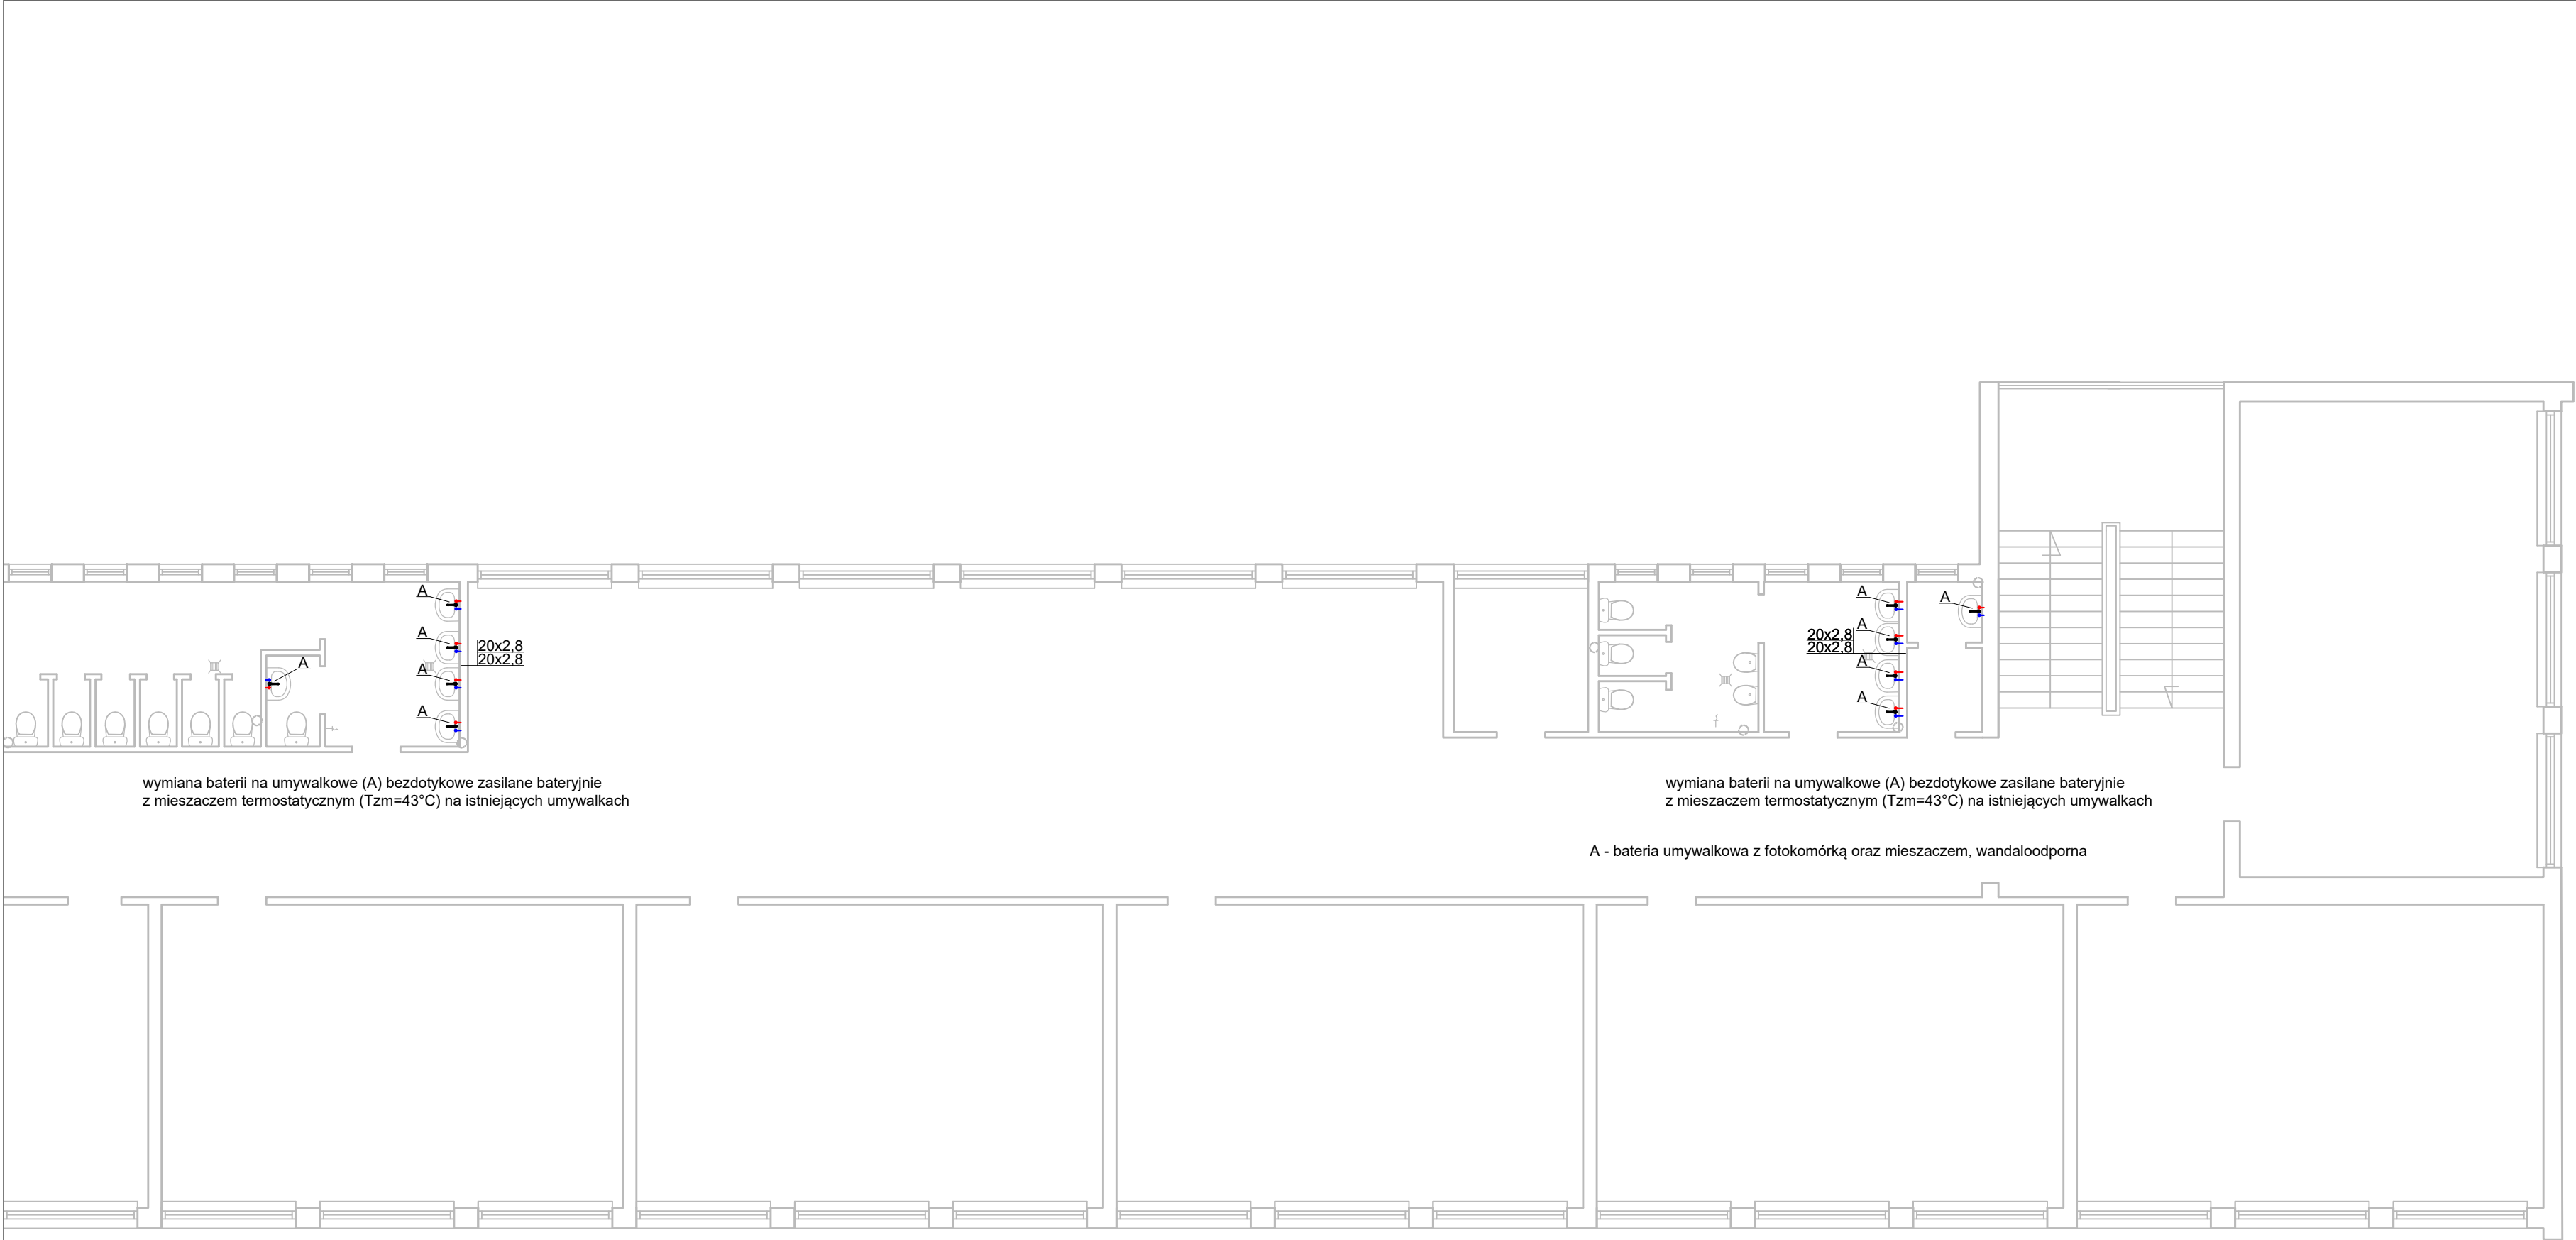 A
A
A
A
A
20x2,8
20x2,8
A
A
A
A
A
20x2,8
20x2,8
wymiana baterii na umywalkowe (A) bezdotykowe zasilane bateryjnie
z mieszaczem termostatycznym (Tzm=43°C) na istniejących umywalkach
wymiana baterii na umywalkowe (A) bezdotykowe zasilane bateryjnie
z mieszaczem termostatycznym (Tzm=43°C) na istniejących umywalkach
A - bateria umywalkowa z fotokomórką oraz mieszaczem, wandaloodporna